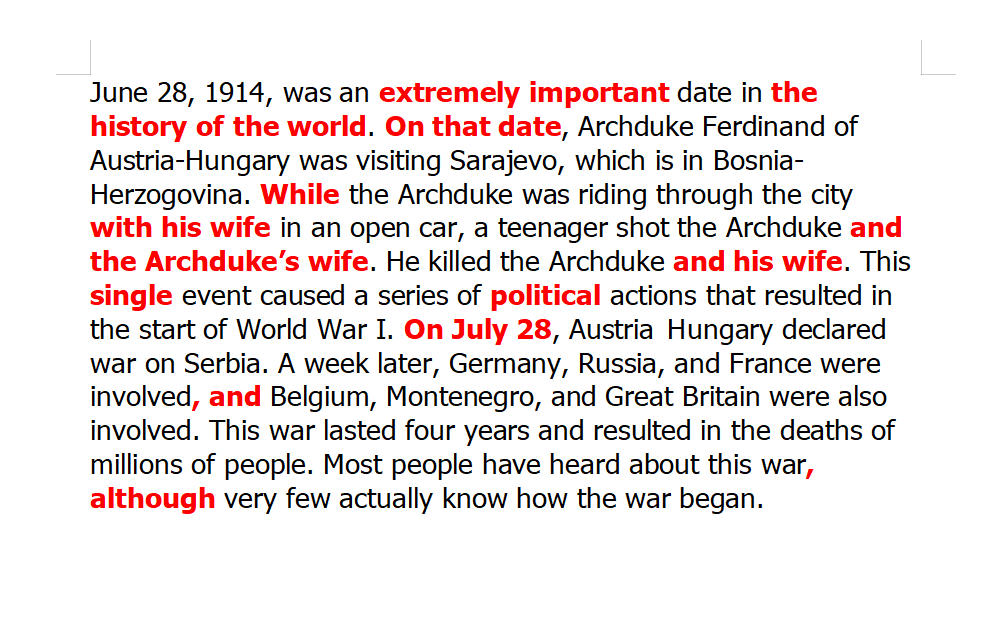 June 28, 1914, was an extremely important date in the
history of the world. On that date, Archduke Ferdinand of
Austria-Hungary was visiting Sarajevo, which is in Bosnia-
Herzogovina. While the Archduke was riding through the city
with his wife in an open car, a teenager shot the Archduke and
the Archduke’s wife. He killed the Archduke and his wife. This
single event caused a series of political actions that resulted in
the start of World War I. On July 28, Austria Hungary declared
war on Serbia. A week later, Germany, Russia, and France were
involved, and Belgium, Montenegro, and Great Britain were also
involved. This war lasted four years and resulted in the deaths of
millions of people. Most people have heard about this war,
although very few actually know how the war began.